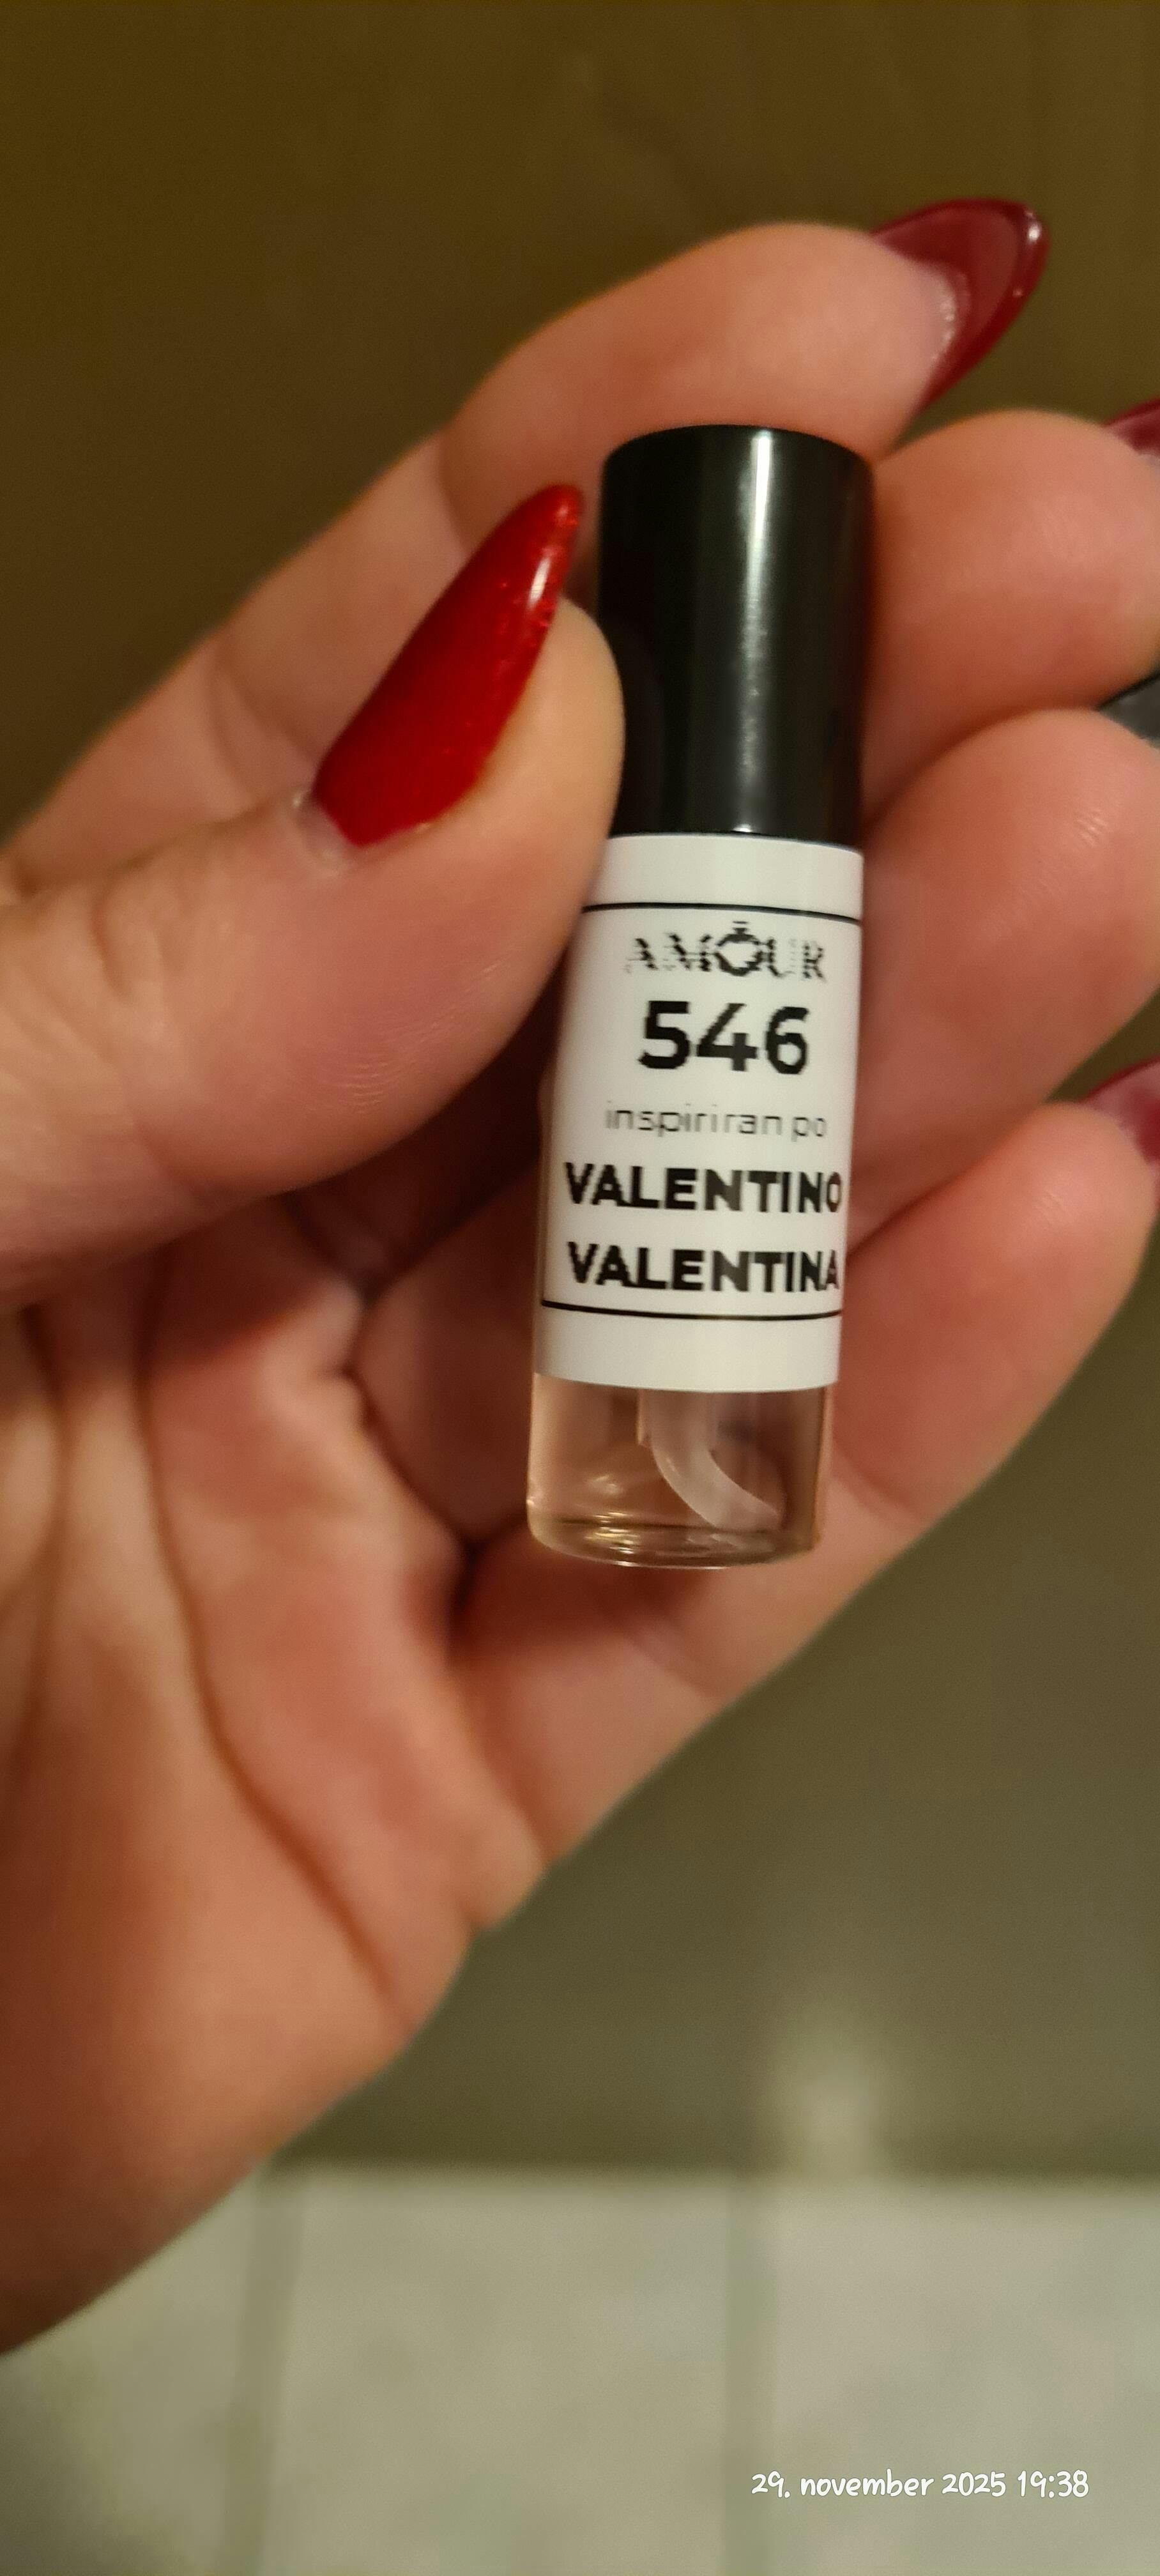 AMOUR
546
inspiriran po
VALENTINO
VALENTINA
29. november 2025 19:38